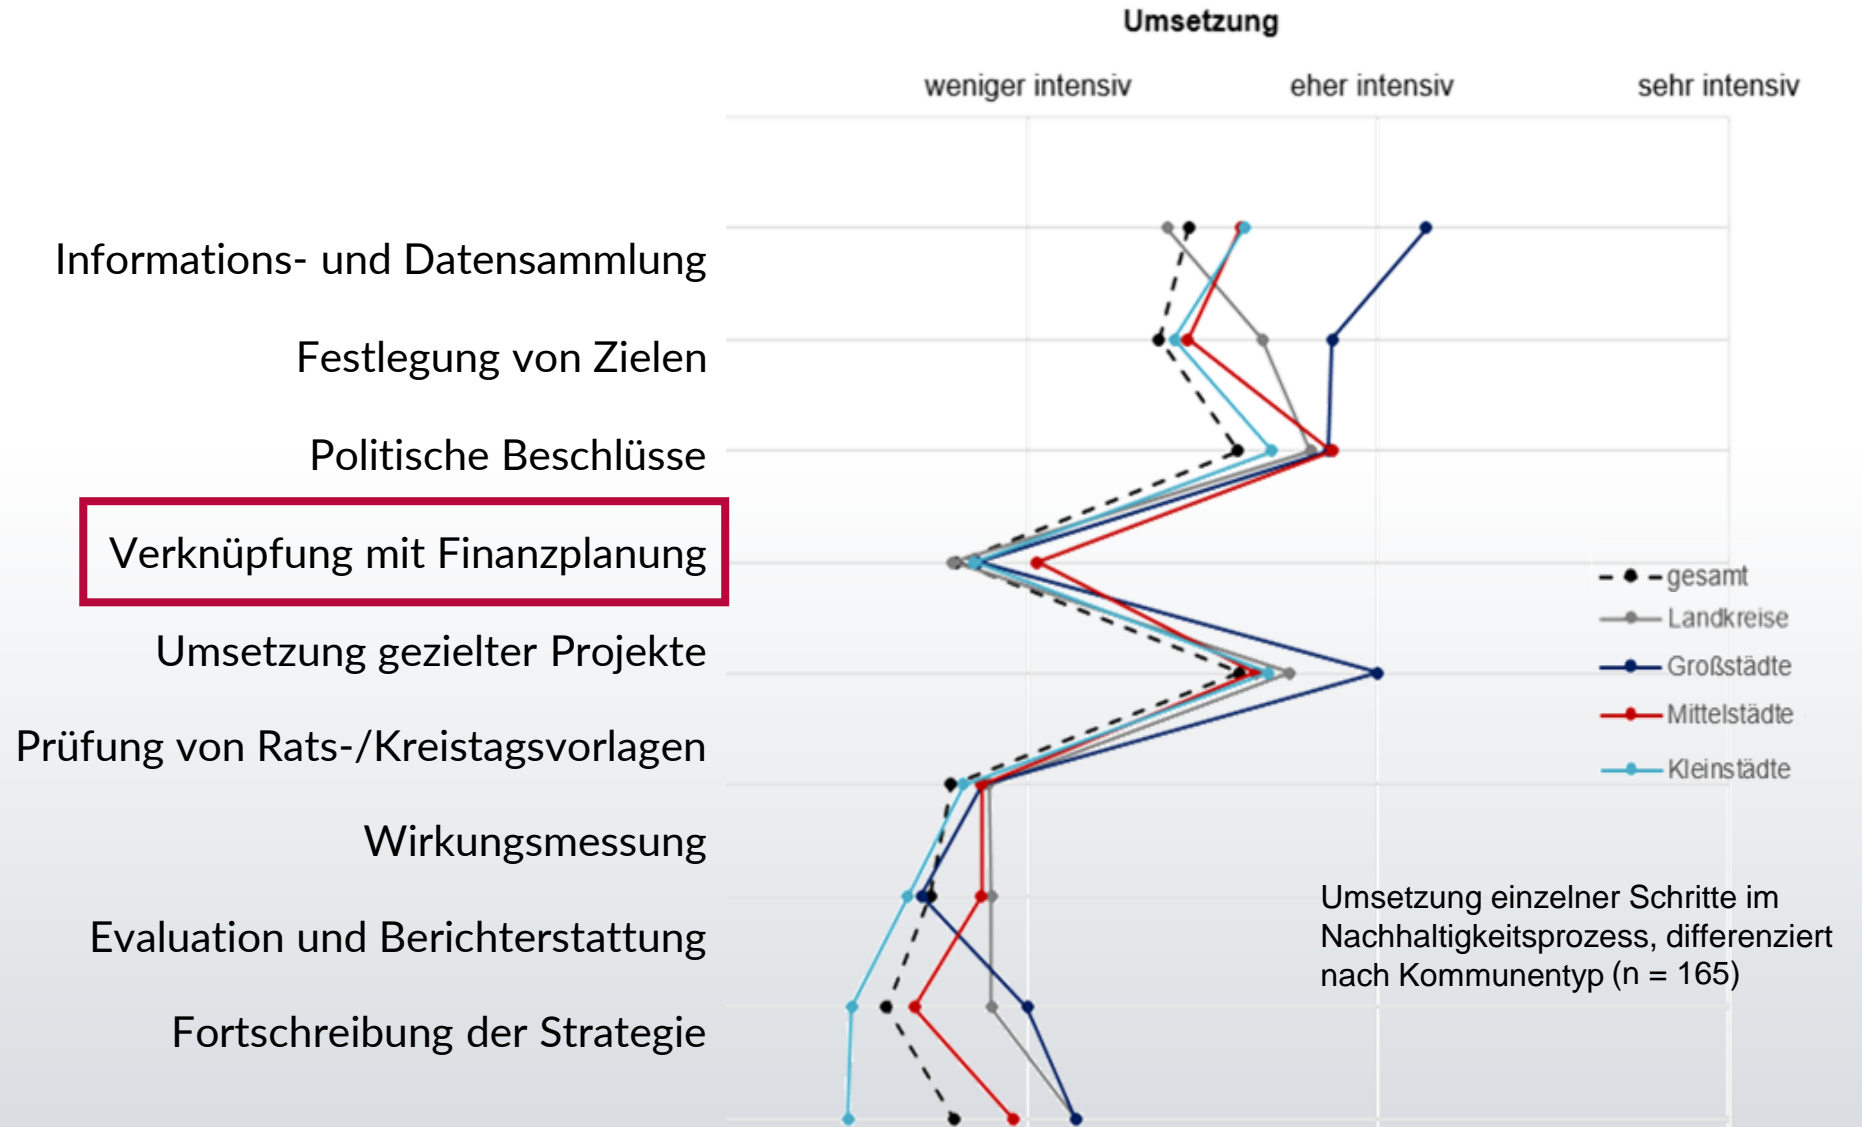 Umsetzung
weniger intensiv
eher intensiv
sehr intensiv
Informations- und Datensammlung
Festlegung von Zielen
Politische Beschlüsse
Verknüpfung mit Finanzplanung
Umsetzung gezielter Projekte
Prüfung von Rats-/Kreistagsvorlagen
Wirkungsmessung
Evaluation und Berichterstattung
Fortschreibung der Strategie
gesamt
Landkreise
Großstädte
Mittelstädte
Kleinstädte
Umsetzung einzelner Schritte im
Nachhaltigkeitsprozess, differenziert
nach Kommunentyp (n = 165)